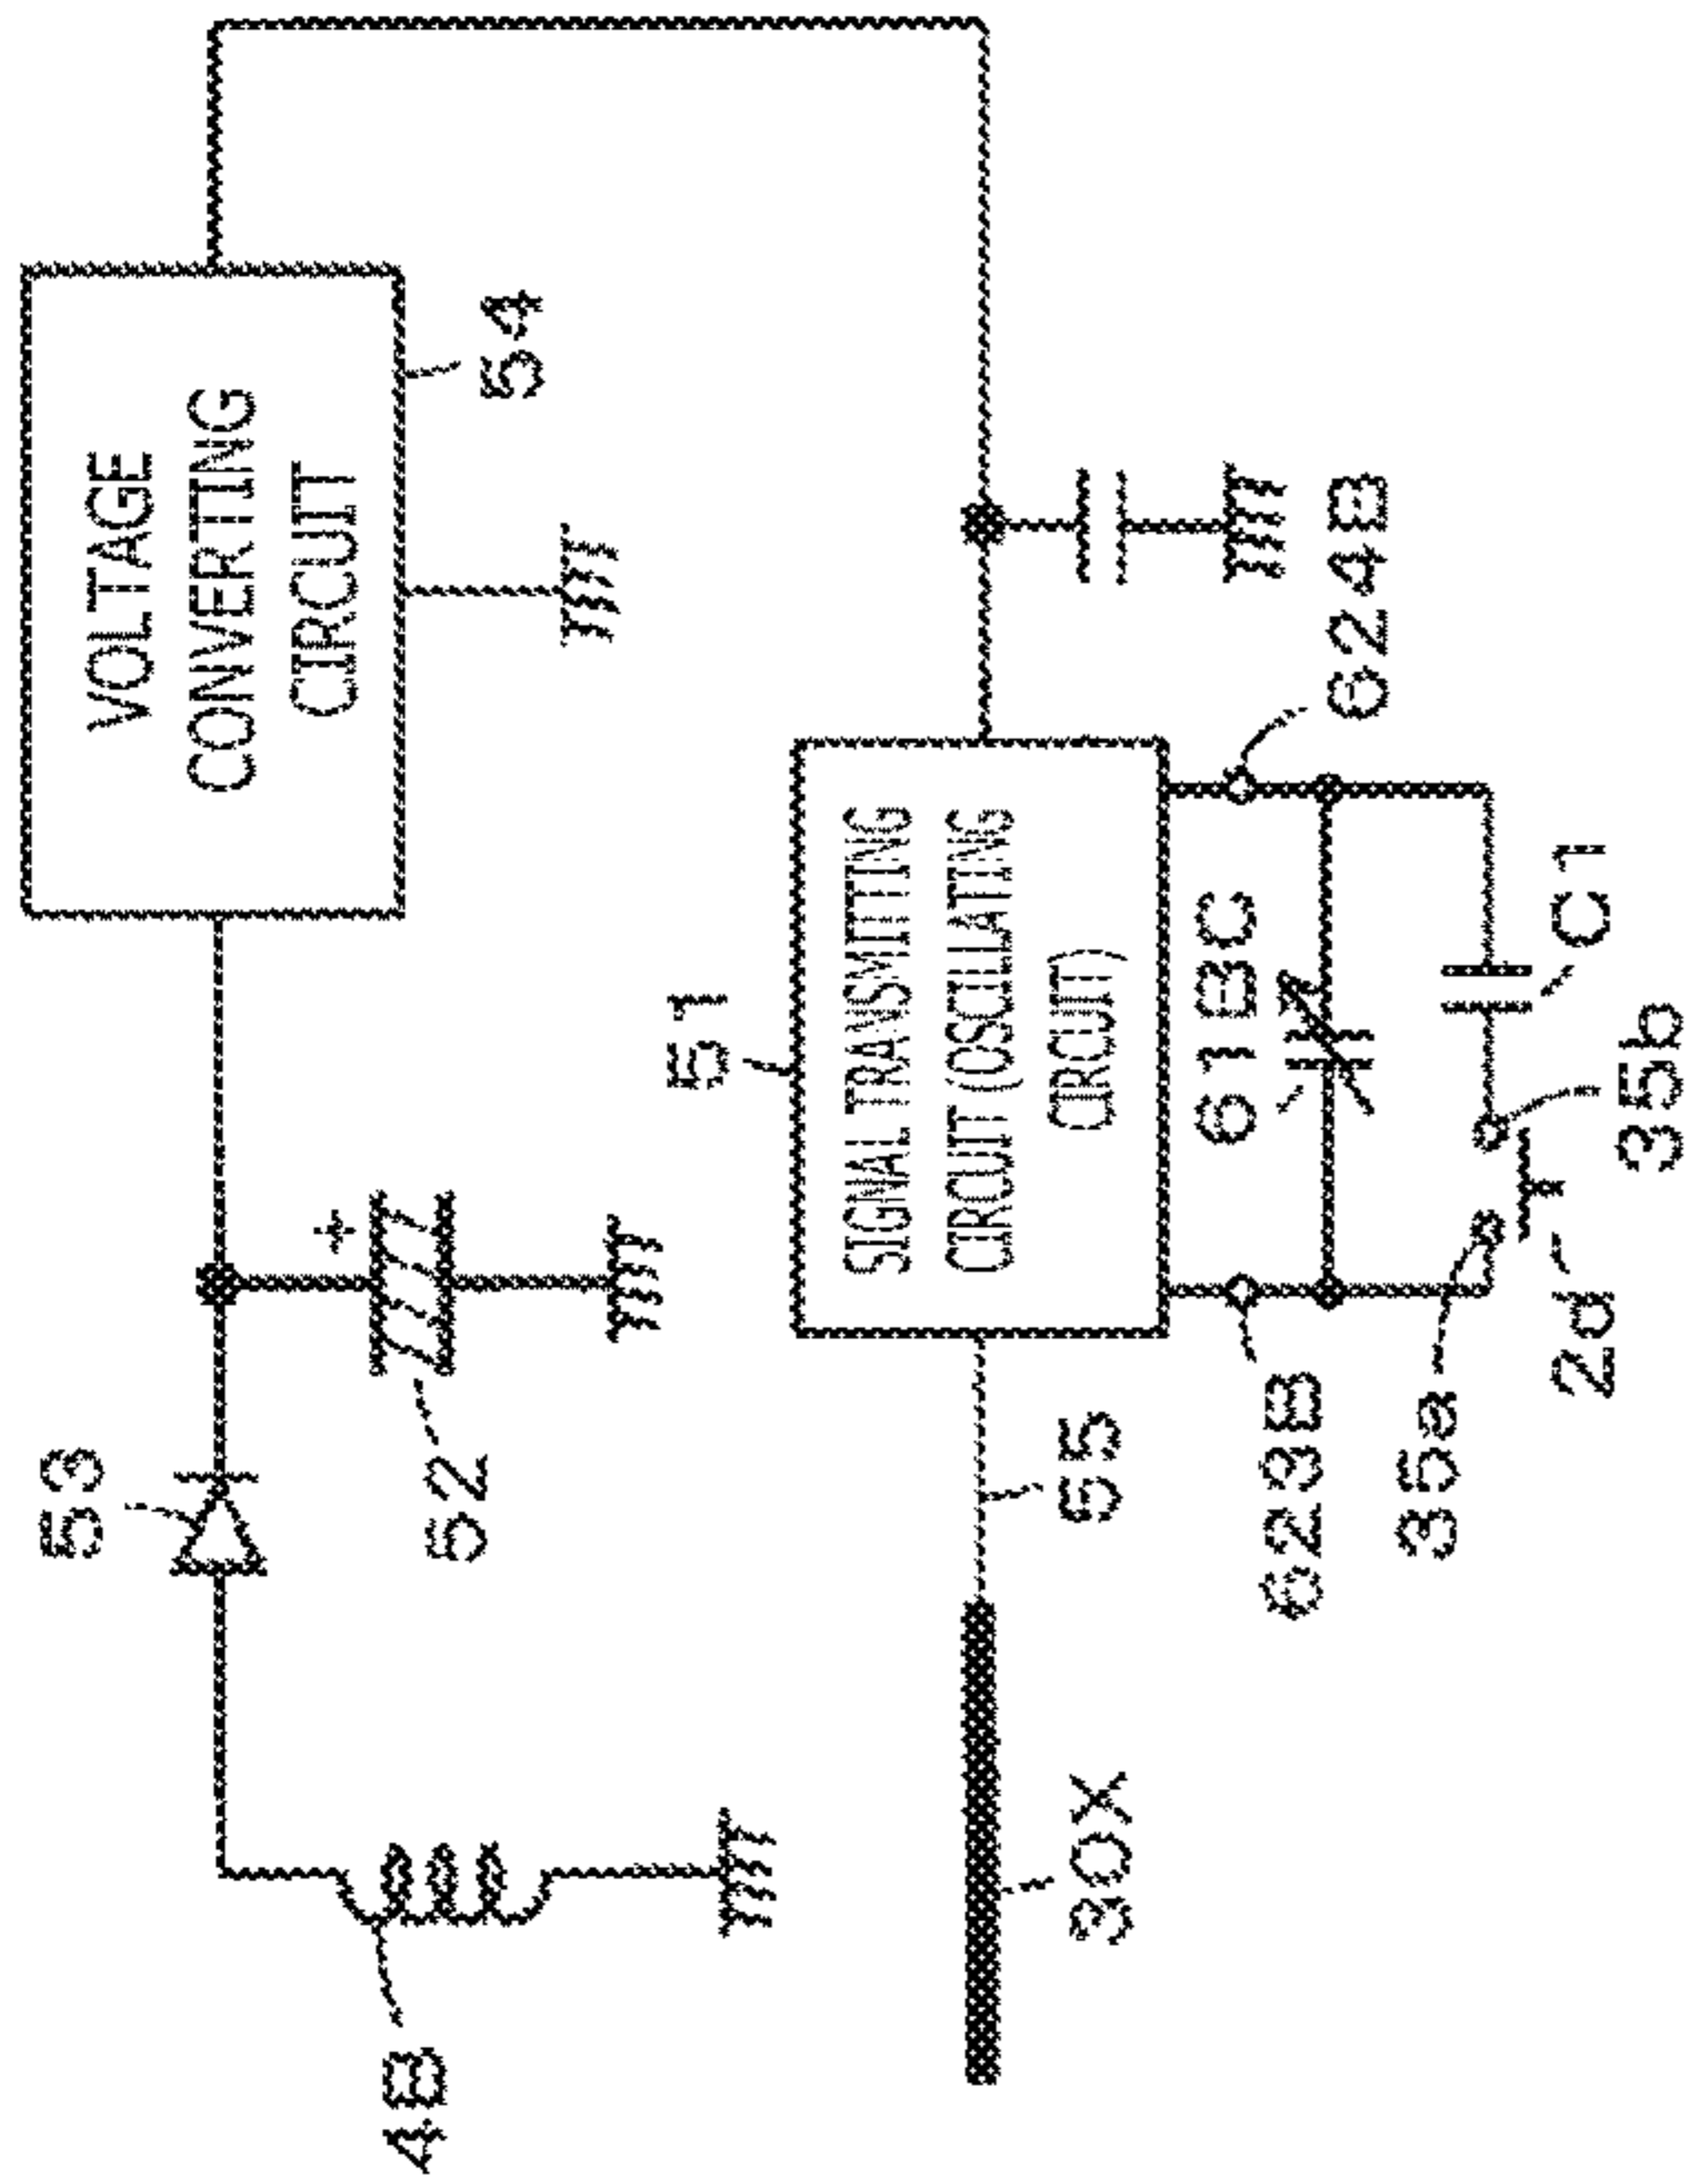 VOLTAGE
CONVERTING
CIRCUIT
54
53
+
52
4B
51
SIGNAL TRANSMITTING
CIRCUIT (OSCILLATING
CIRCUIT)
55
30X
624B
623B
61BC
C1
35b
35a
2d